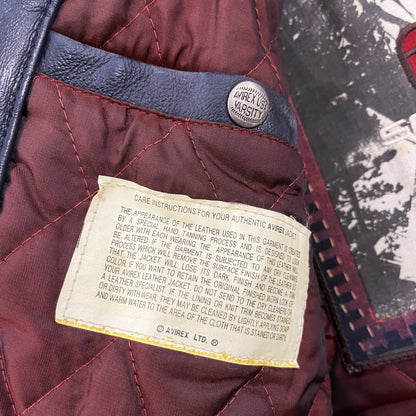 AVIREX U.S.A.
VARSITY
CARE INSTRUCTIONS FOR YOUR AUTHENTIC AVIREX JACKET
THE APPEARANCE OF THE LEATHER USED IN THIS GARMENT IS CREATED
BY A SPECIAL HAND TANNING PROCESS AND IS DESIGNED TO
OLDER WITH EACH WEARING. THE APPEARANCE OF THIS LEATHER WILL
BE ALTERED IF THE GARMENT IS SUBJECTED TO ANY DRY CLEANING
PROCESS WHICH WILL REMOVE THE SURFACE FINISH OF THE LEATHER SO
THAT THE JACKET WILL LOSE ITS DARK FINISH AND BECOME A TAN
COLOR. IF YOU WANT TO RETAIN THE ORIGINAL FINISHED WORN LOOK OF
YOUR AVIREX LEATHER JACKET, DO NOT SEND TO THE DRY CLEANERS OR
A LEATHER SPECIALIST. IF THE LINING OR KNIT TRIM BECOMES STAINED
OR DIRTY WITH WEAR, THEY MAY BE CLEANED BY LIGHTLY APPLYING SOAP
AND WARM WATER TO THE AREA OF THE CLOTH THAT IS STAINED OR DIRTY.
© AVIREX LTD. ®